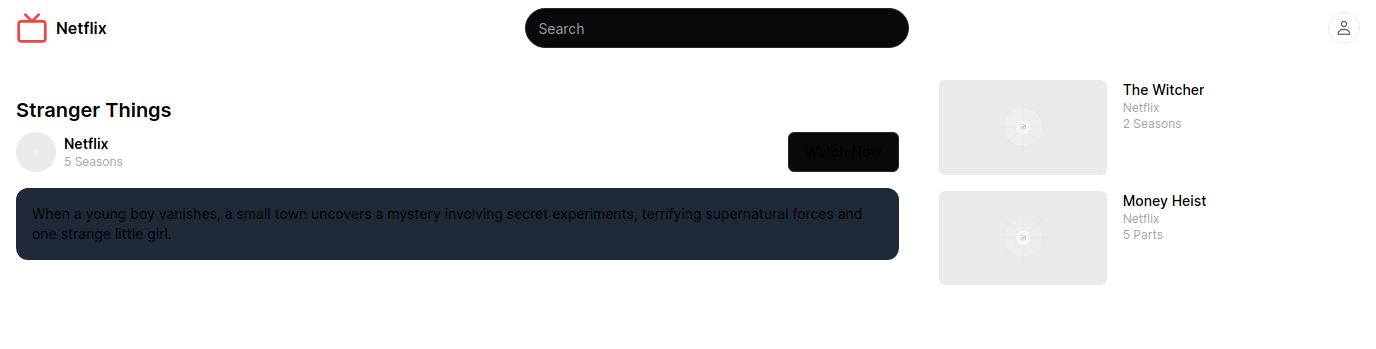 Netflix
Search
Stranger Things
Netflix
5 Seasons
Watch Now
When a young boy vanishes, a small town uncovers a mystery involving secret experiments, terrifying supernatural forces and
one strange little girl.
The Witcher
Netflix
2 Seasons
Money Heist
Netflix
5 Parts